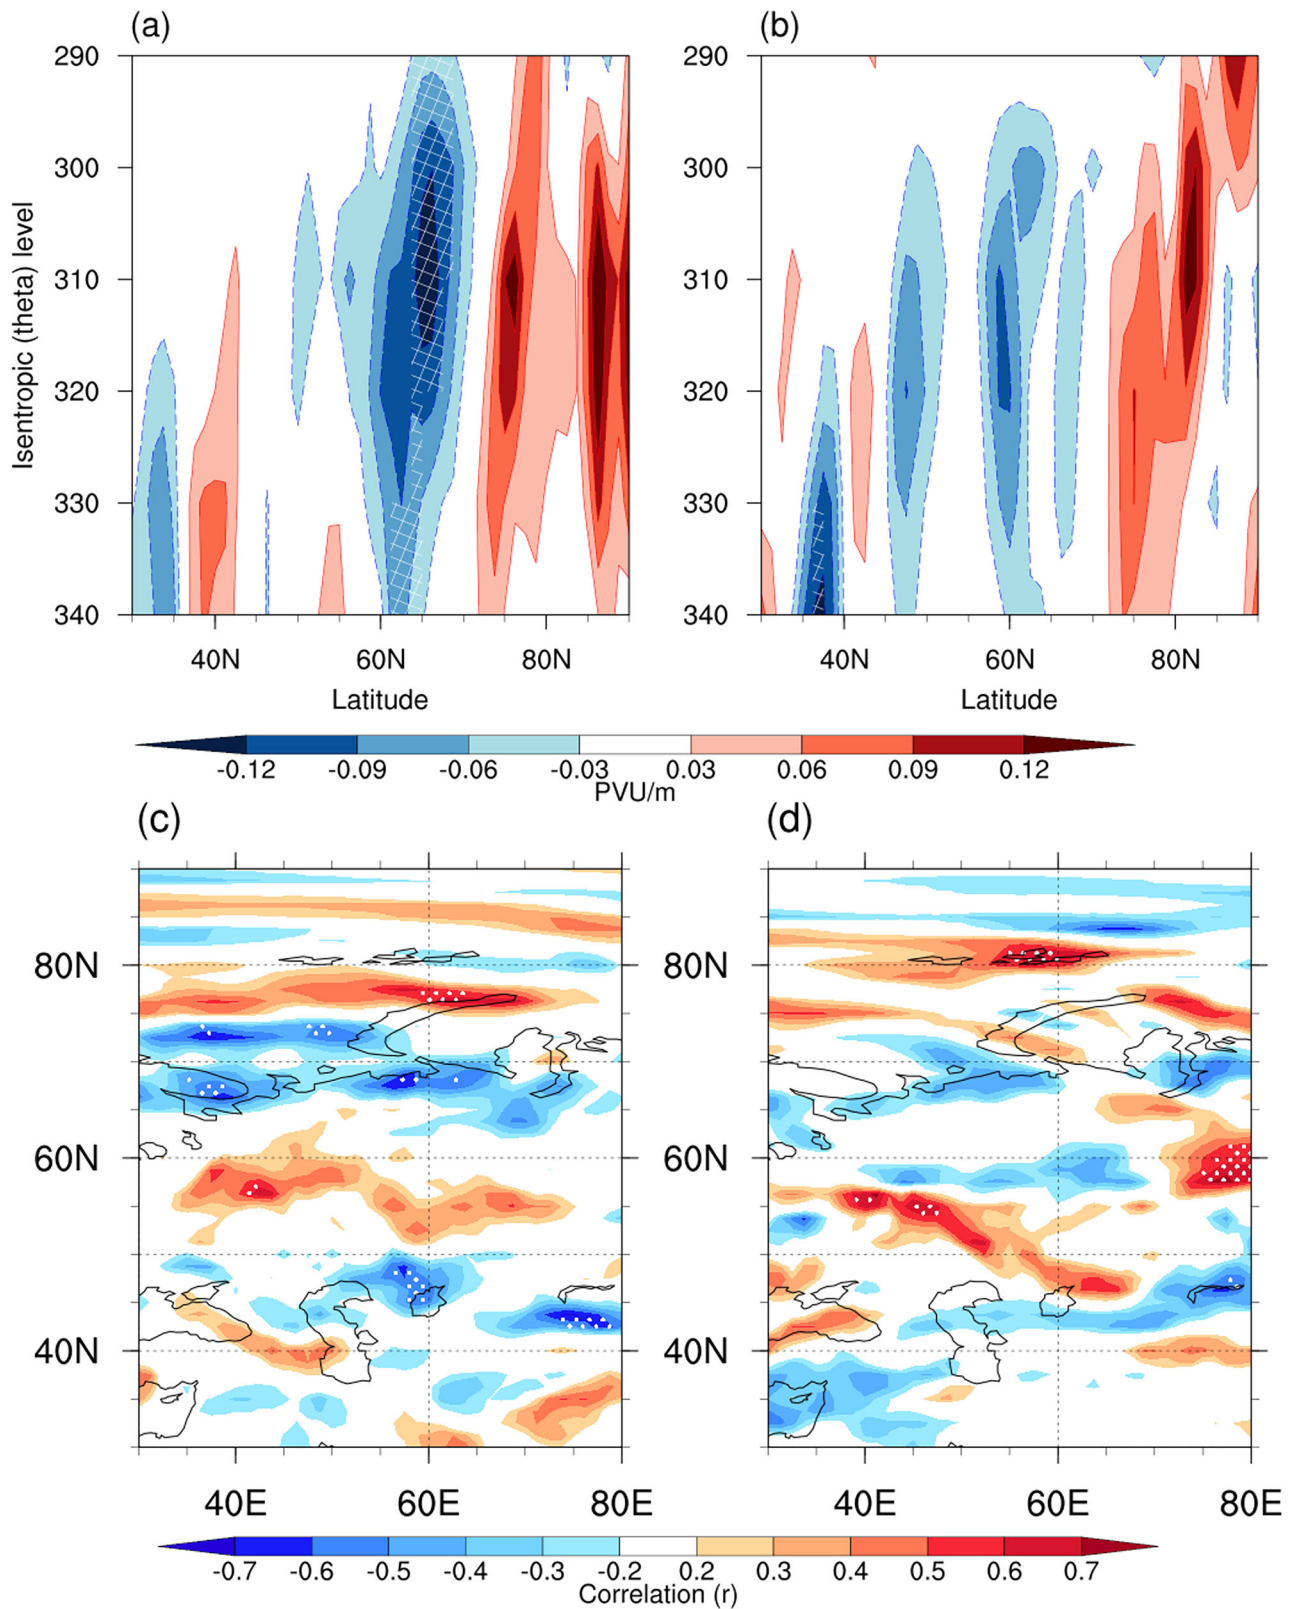 (a)
(b)
290
300
310
320
330
340
Isentropic (theta) level
40N
60N
80N
Latitude
290
300
310
320
330
340
40N
60N
80N
Latitude
-0.12 -0.09 -0.06 -0.03 0.03 0.06 0.09 0.12
PVU/m
(c)
(d)
80N
60N
40N
40E
60E
80E
80N
60N
40N
40E
60E
80E
-0.7 -0.6 -0.5 -0.4 -0.3 -0.2 0.2 0.3 0.4 0.5 0.6 0.7
Correlation (r)